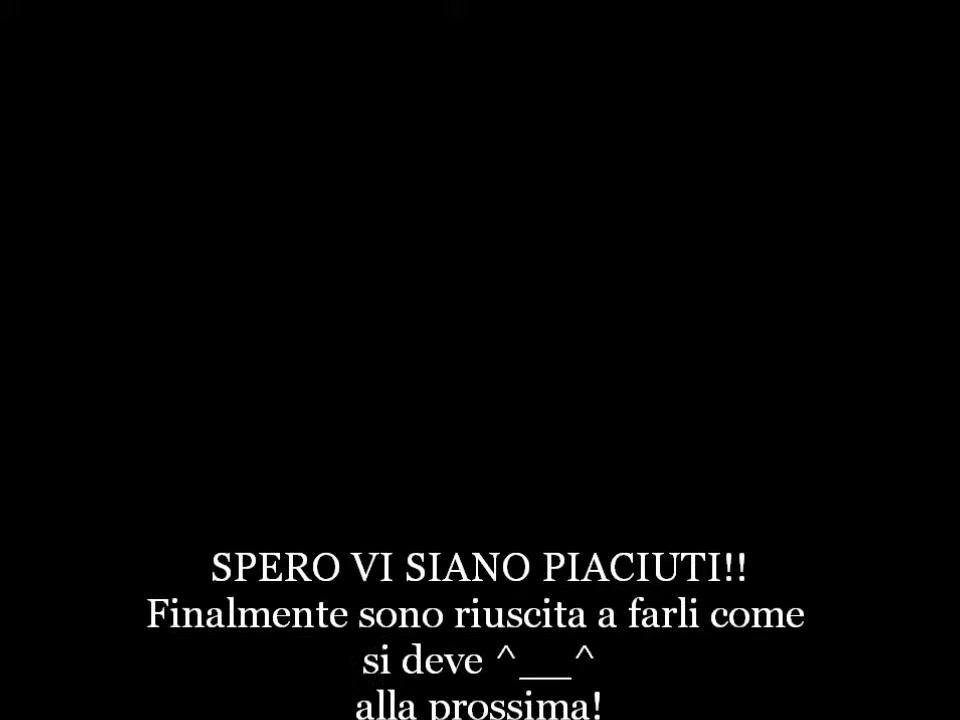 SPERO VI SIANO PIACIUTI!!
Finalmente sono riuscita a farli come
si deve ^__^
alla prossima!